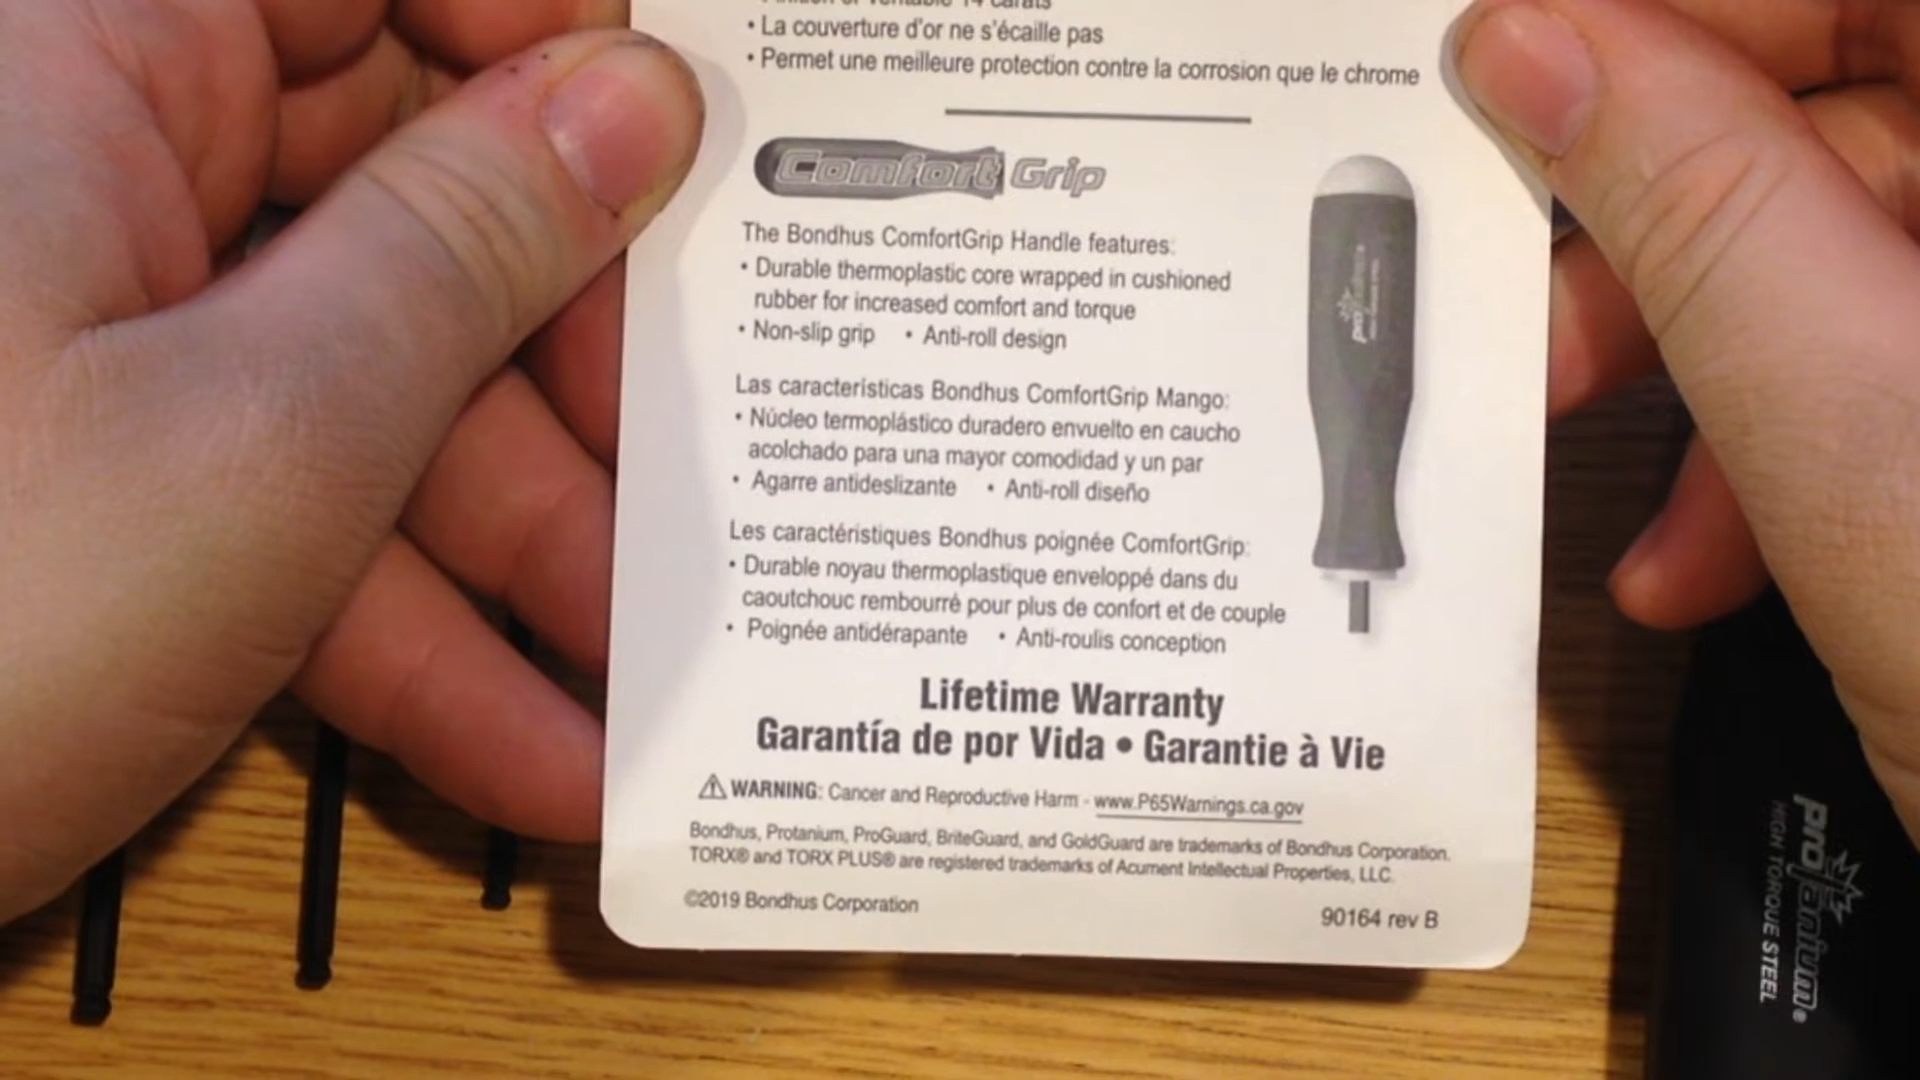 14 carats
• La couverture d'or ne s'écaille pas
• Permet une meilleure protection contre la corrosion que le chrome
Comfort Grip
The Bondhus ComfortGrip Handle features:
• Durable thermoplastic core wrapped in cushioned
rubber for increased comfort and torque
• Non-slip grip • Anti-roll design
Las características Bondhus ComfortGrip Mango:
• Núcleo termoplástico duradero envuelto en caucho
acolchado para una mayor comodidad y un par
• Agarre antideslizante • Anti-roll diseño
Les caractéristiques Bondhus poignée ComfortGrip:
• Durable noyau thermoplastique enveloppé dans du
caoutchouc rembourré pour plus de confort et de couple
• Poignée antidérapante • Anti-roulis conception
Lifetime Warranty
Garantía de por Vida • Garantie à Vie
⚠ WARNING: Cancer and Reproductive Harm - www.P65Warnings.ca.gov
Bondhus, Protanium, ProGuard, BriteGuard, and GoldGuard are trademarks of Bondhus Corporation.
TORX® and TORX PLUS® are registered trademarks of Acument Intellectual Properties, LLC.
©2019 Bondhus Corporation
90164 rev B
protanium®
HIGH TORQUE STEEL